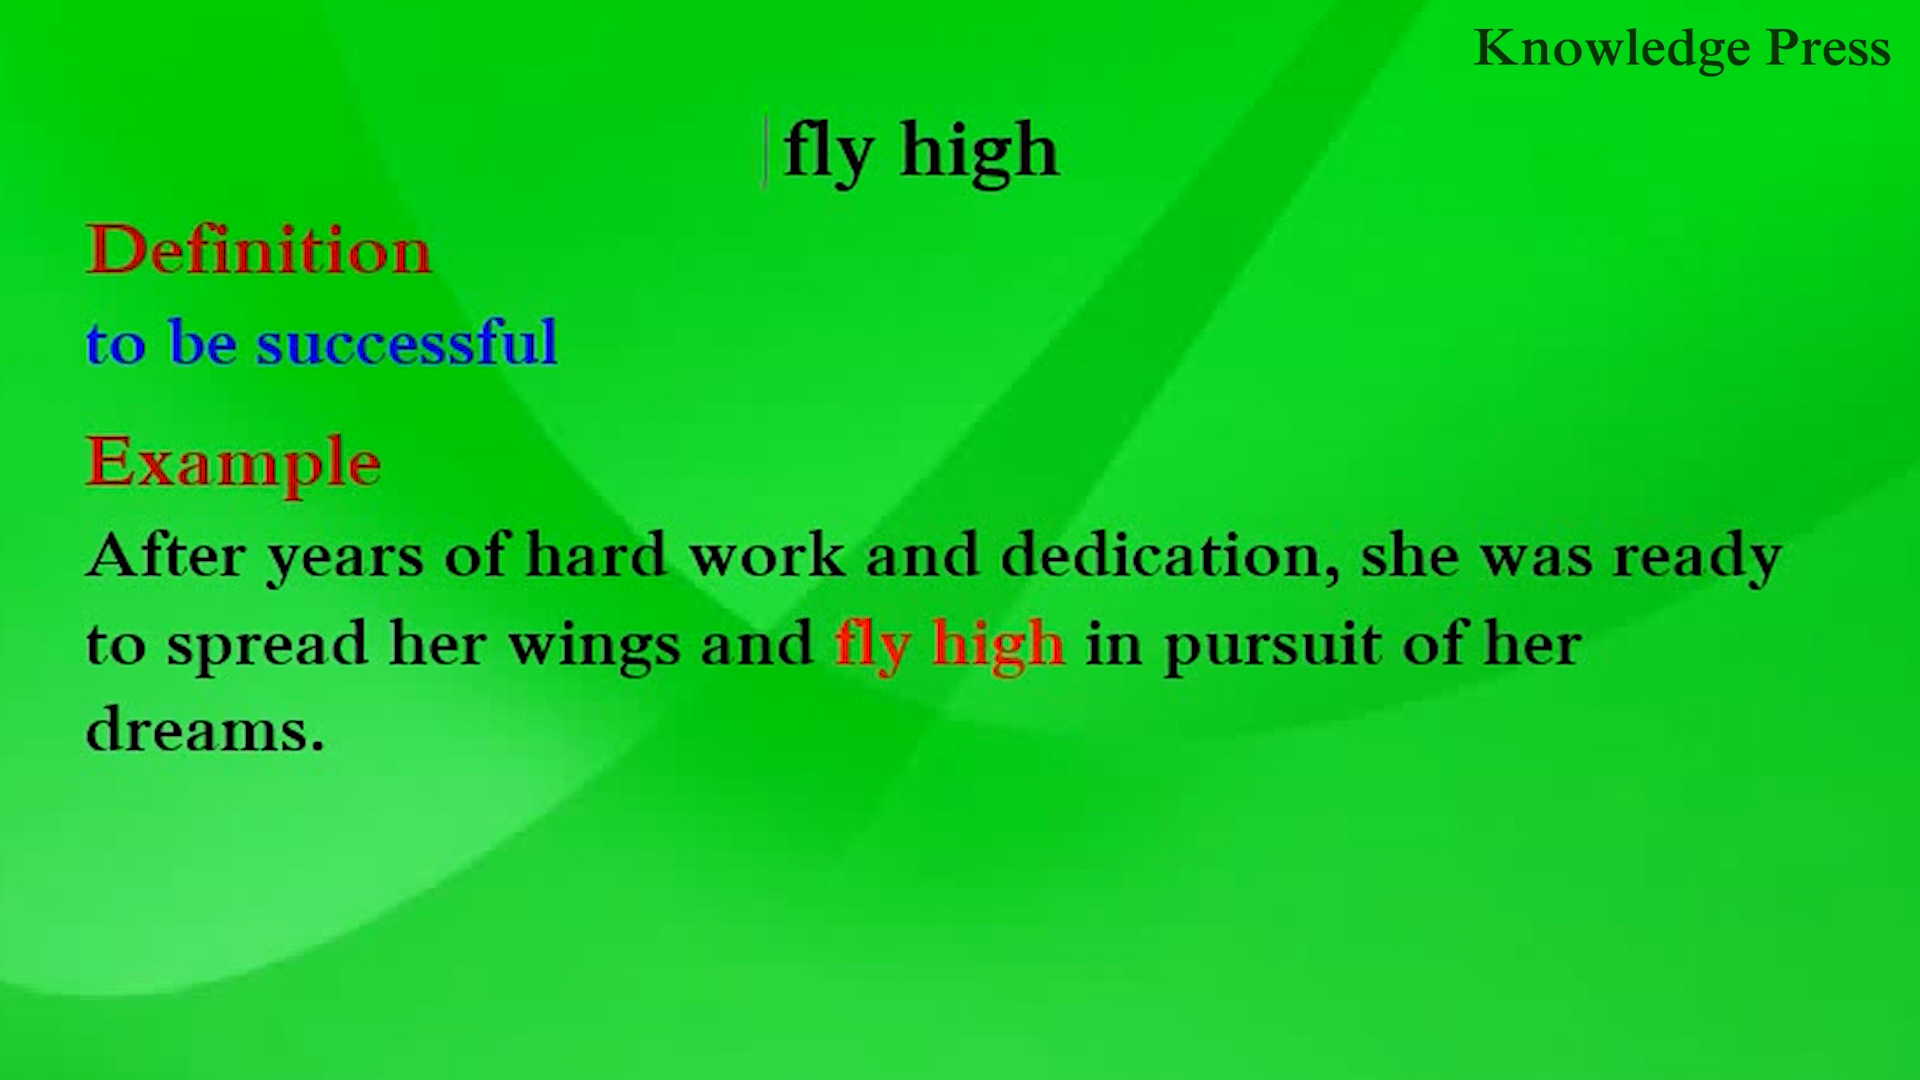 Knowledge Press
fly high
Definition
to be successful
Example
After years of hard work and dedication, she was ready
to spread her wings and fly high in pursuit of her
dreams.